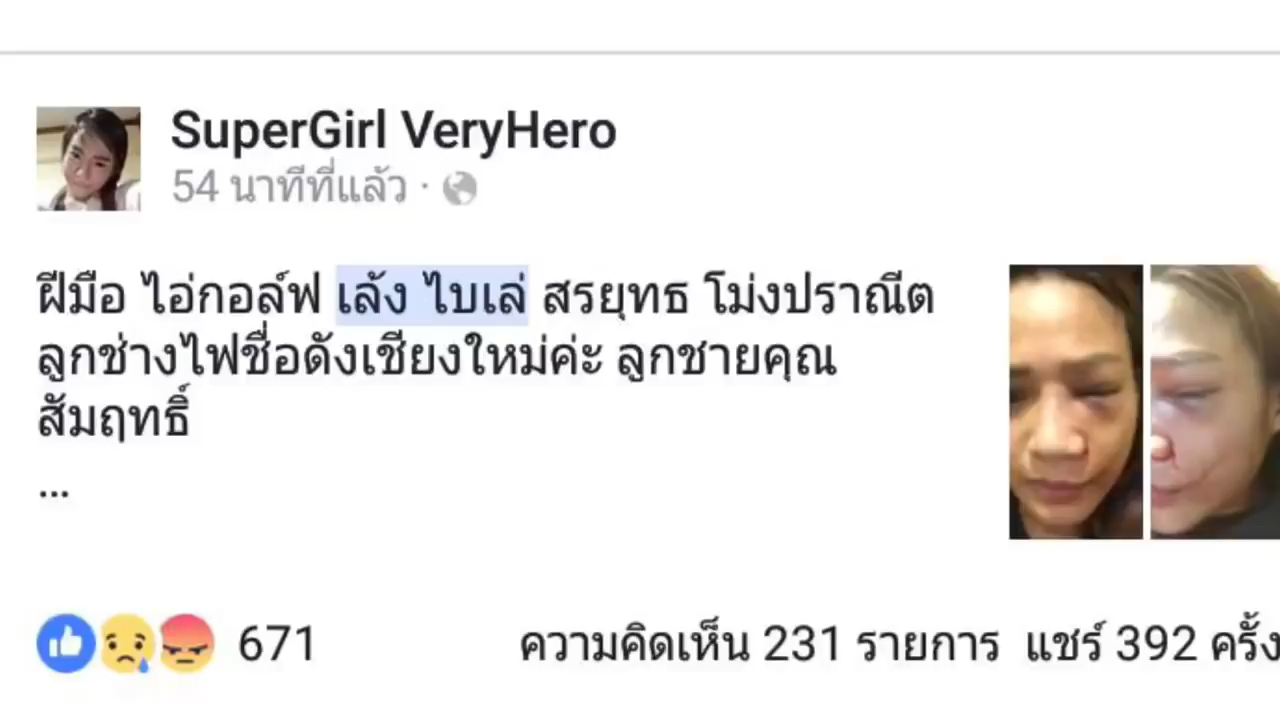 SuperGirl VeryHero
54 นาทีที่แล้ว ·
ฝีมือ ไอ่กอล์ฟ เล้ง ไบเล่ สรยุทธ โม่งปราณีต
ลูกช่างไฟชื่อดังเชียงใหม่ค่ะ ลูกชายคุณ
สัมฤทธิ์
...
671
ความคิดเห็น 231 รายการ แชร์ 392 ครั้ง